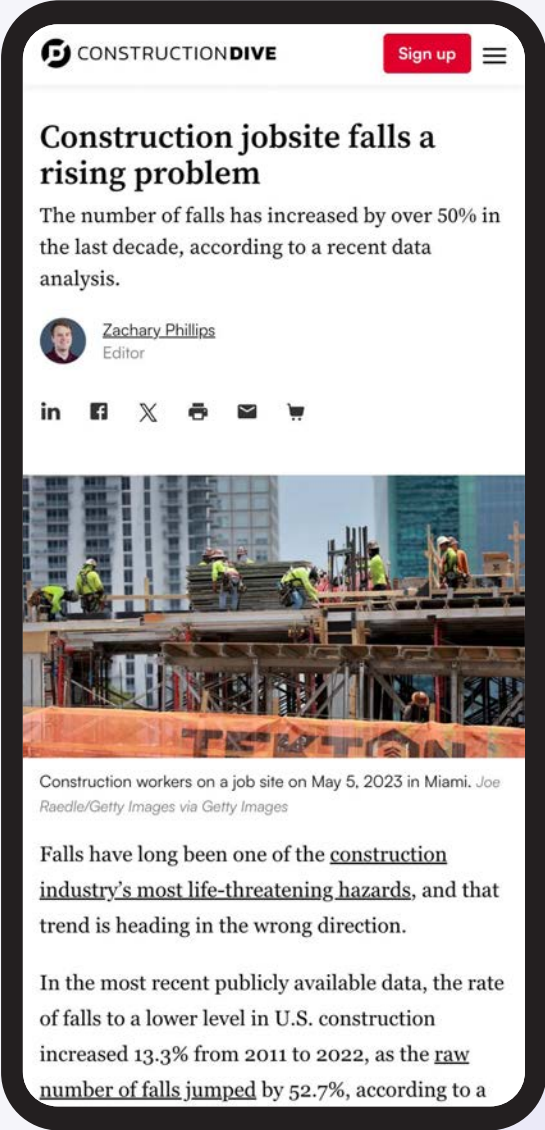 CONSTRUCTIONDIVE
Sign up
Construction jobsite falls a
rising problem
The number of falls has increased by over 50% in
the last decade, according to a recent data
analysis.
Zachary Phillips
Editor
TEKTON
Construction workers on a job site on May 5, 2023 in Miami. Joe
Raedle/Getty Images via Getty Images
Falls have long been one of the construction
industry’s most life-threatening hazards, and that
trend is heading in the wrong direction.
In the most recent publicly available data, the rate
of falls to a lower level in U.S. construction
increased 13.3% from 2011 to 2022, as the raw
number of falls jumped by 52.7%, according to a